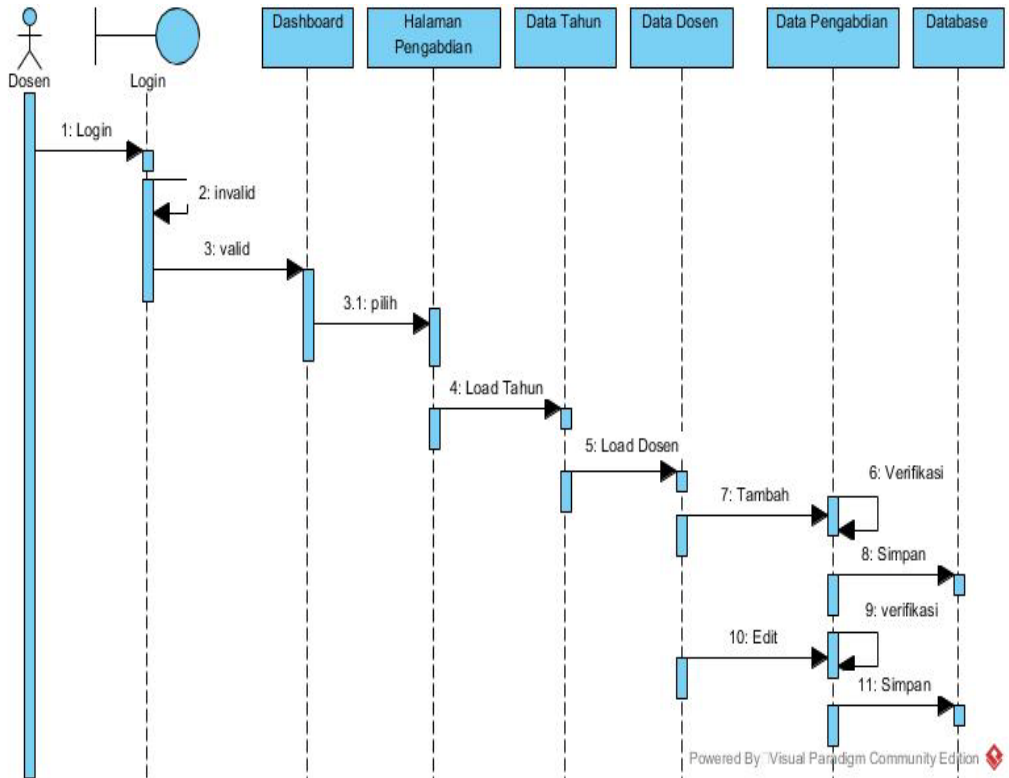 Dashboard
Halaman
Pengabdian
Data Tahun
Data Dosen
Data Pengabdian
Database
Dosen
Login
1: Login
2: invalid
3: valid
3.1: pilih
4: Load Tahun
5: Load Dosen
6: Verifikasi
7: Tambah
8: Simpan
9: verifikasi
10: Edit
11: Simpan
Powered By Visual Paradigm Community Edition